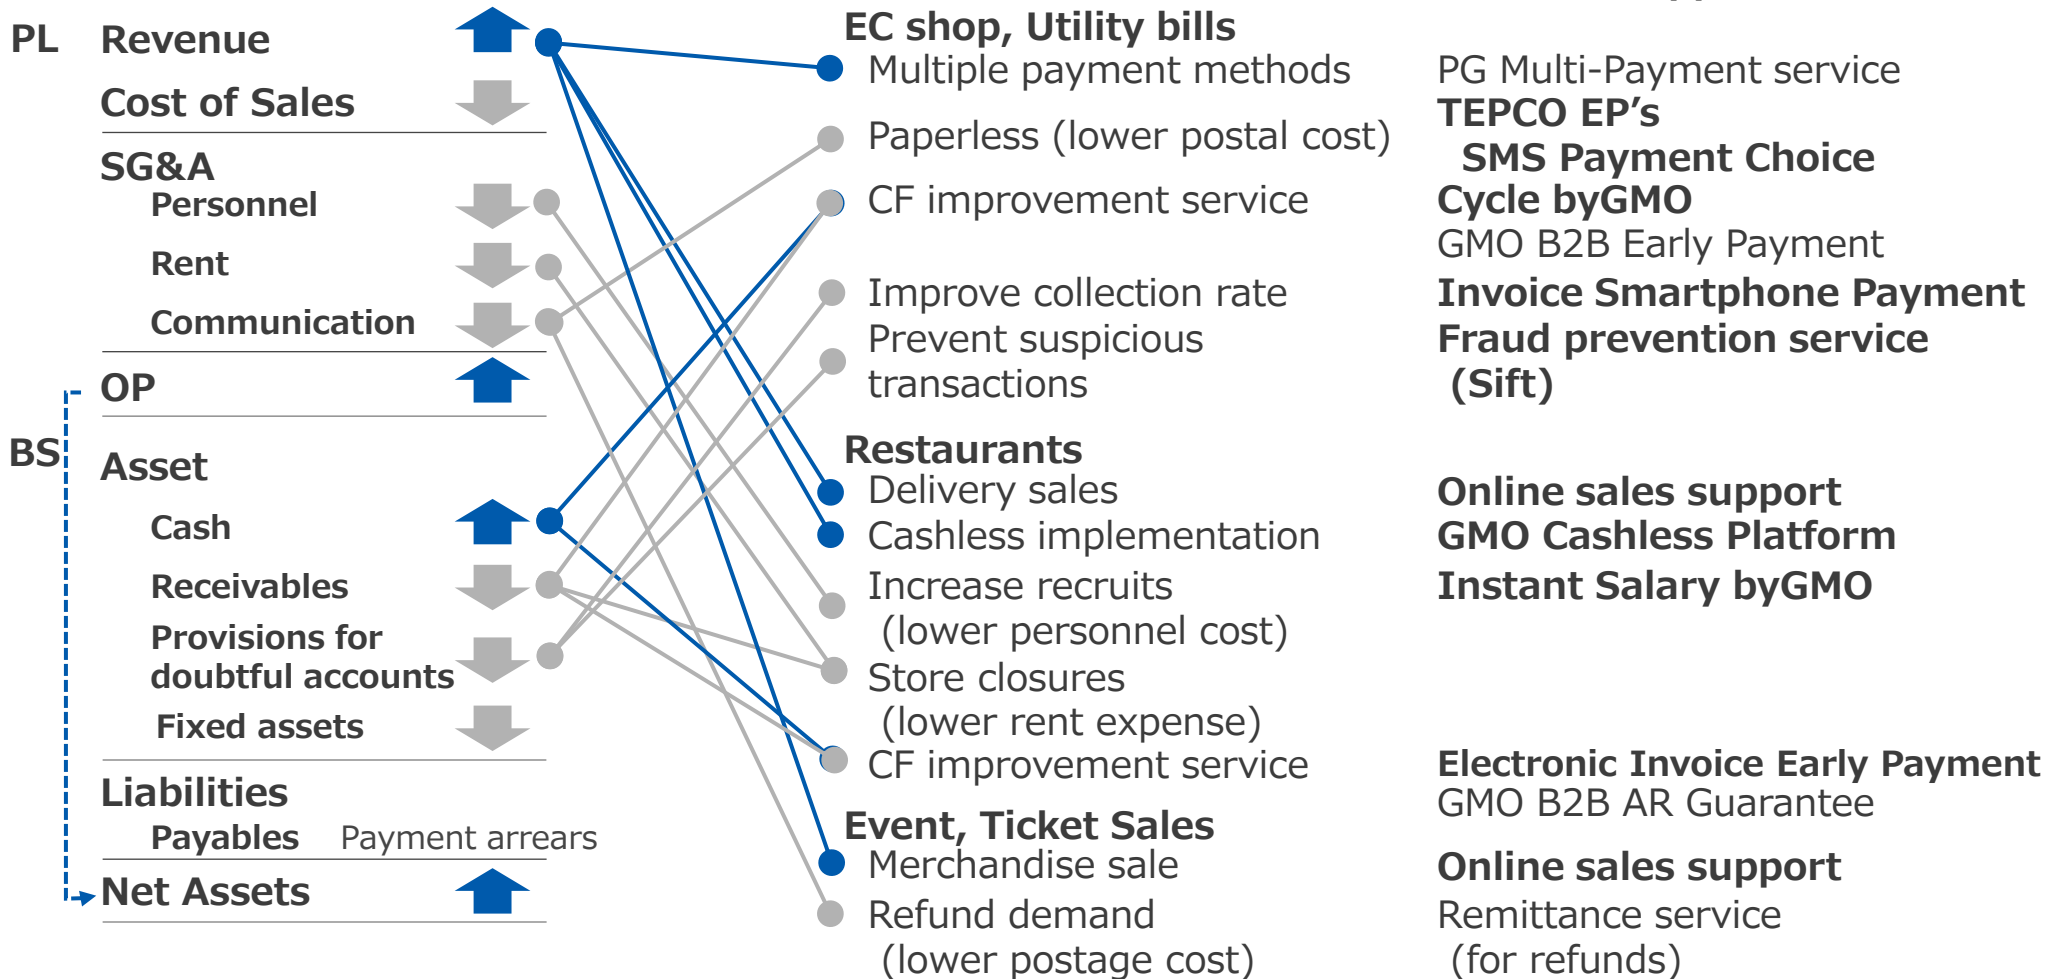 PL
Revenue
Cost of Sales
SG&A
Personnel
Rent
Communication
OP
BS
Asset
Cash
Receivables
Provisions for
doubtful accounts
Fixed assets
Liabilities
Payables Payment arrears
Net Assets
EC shop, Utility bills
Multiple payment methods
Paperless (lower postal cost)
CF improvement service
Improve collection rate
Prevent suspicious
transactions
Restaurants
Delivery sales
Cashless implementation
Increase recruits
(lower personnel cost)
Store closures
(lower rent expense)
CF improvement service
Event, Ticket Sales
Merchandise sale
Refund demand
(lower postage cost)
PG Multi-Payment service
TEPCO EP’s
SMS Payment Choice
Cycle byGMO
GMO B2B Early Payment
Invoice Smartphone Payment
Fraud prevention service
(Sift)
Online sales support
GMO Cashless Platform
Instant Salary byGMO
Electronic Invoice Early Payment
GMO B2B AR Guarantee
Online sales support
Remittance service
(for refunds)